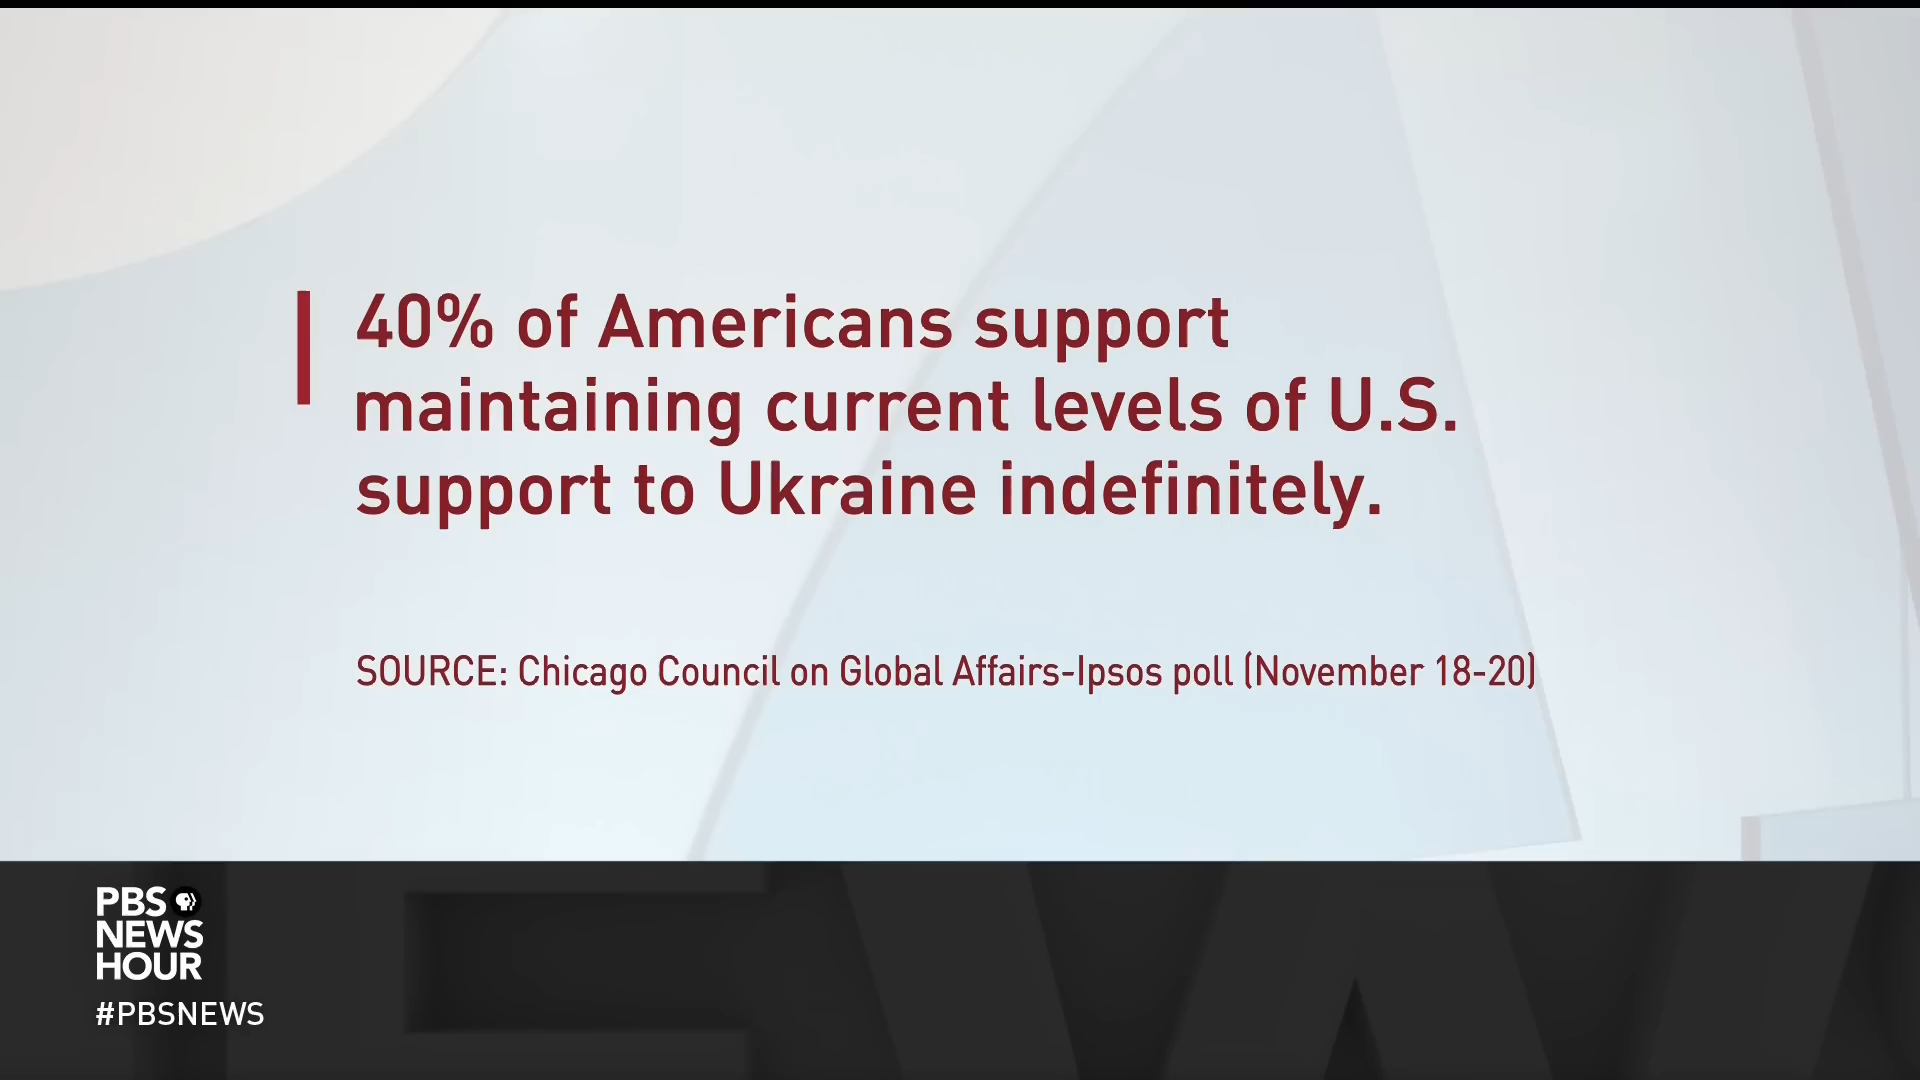 40% of Americans support
maintaining current levels of U.S.
support to Ukraine indefinitely.
SOURCE: Chicago Council on Global Affairs-Ipsos poll (November 18-20)
PBS
NEWS
HOUR
#PBSNEWS